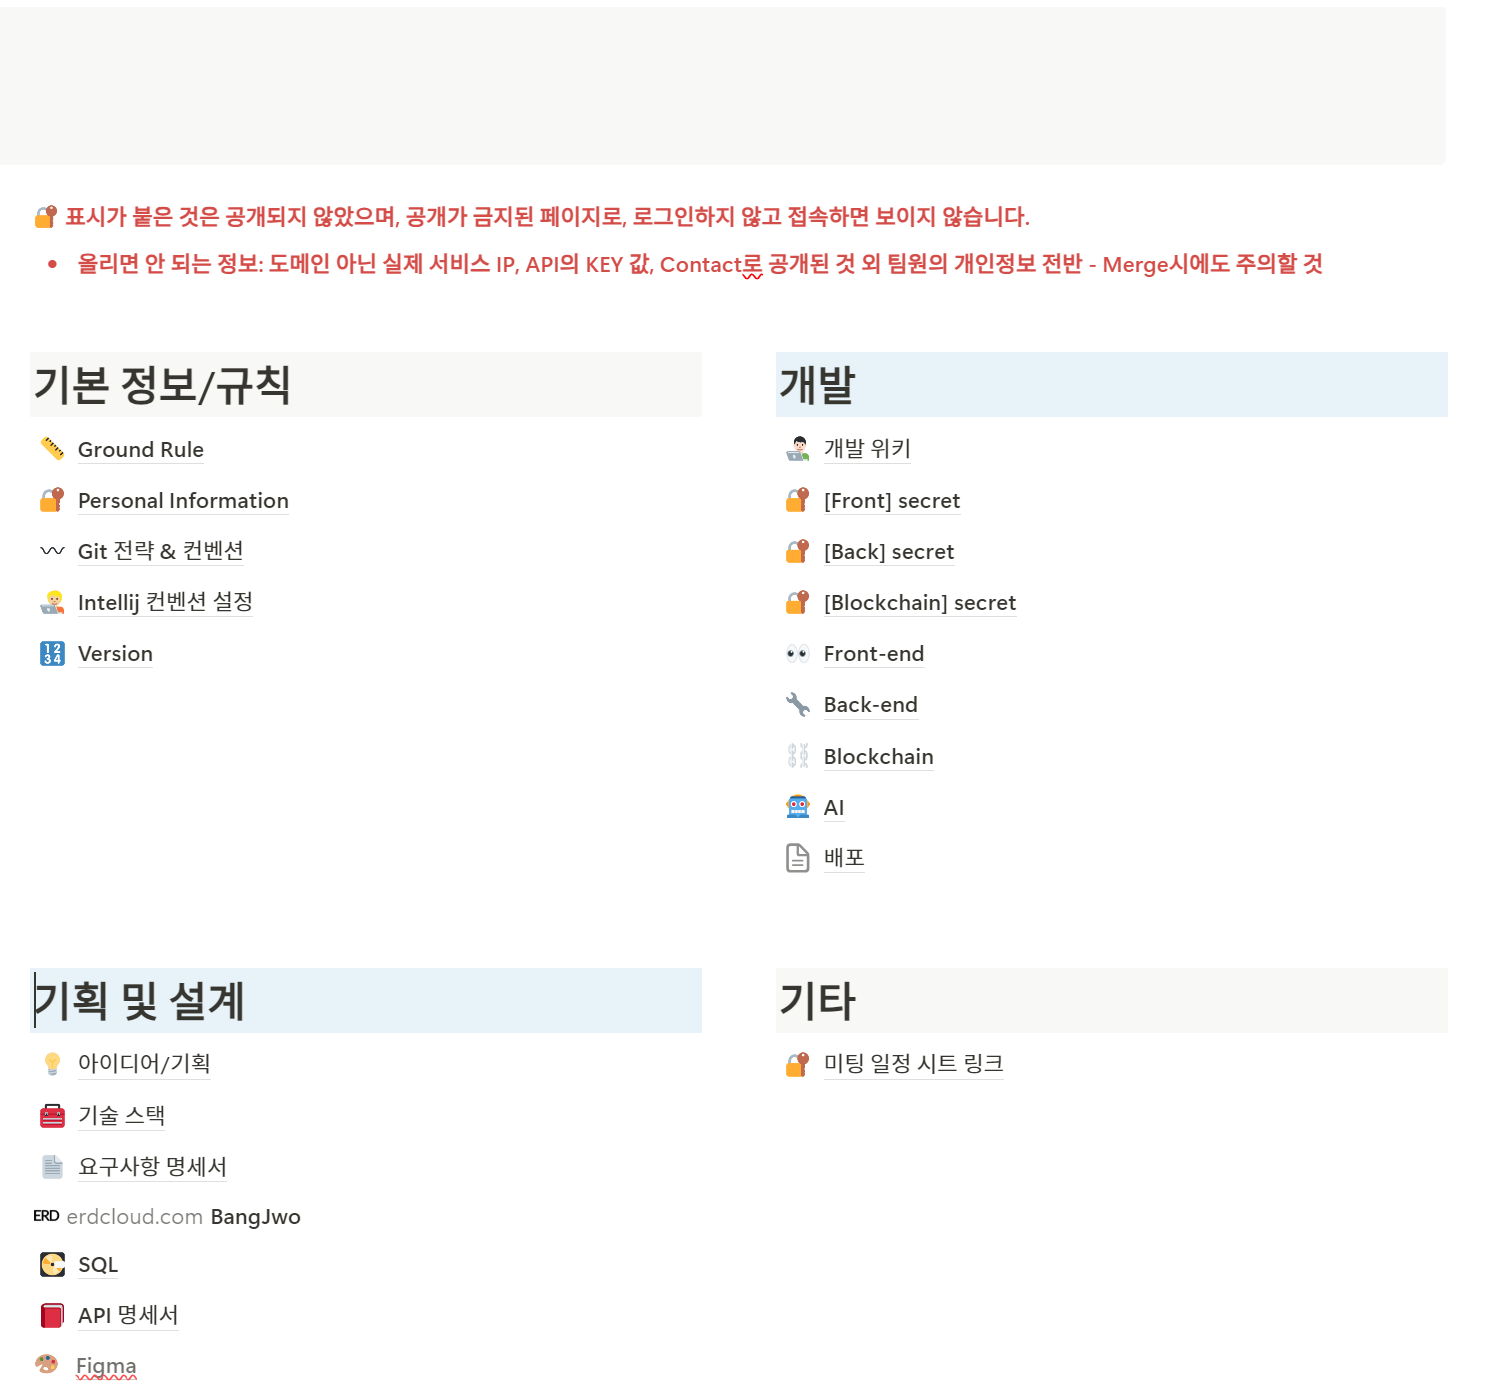 표시가 붙은 것은 공개되지 않았으며, 공개가 금지된 페이지로, 로그인하지 않고 접속하면 보이지 않습니다.
올리면 안 되는 정보: 도메인 아닌 실제 서비스 IP, API의 KEY 값, Contact로 공개된 것 외 팀원의 개인정보 전반 - Merge시에도 주의할 것
기본 정보/규칙
Ground Rule
Personal Information
Git 전략 & 컨벤션
Intellij 컨벤션 설정
Version
개발
개발 위키
[Front] secret
[Back] secret
[Blockchain] secret
Front-end
Back-end
Blockchain
AI
배포
기획 및 설계
아이디어/기획
기술 스택
요구사항 명세서
ERD erdcloud.com BangJwo
SQL
API 명세서
Figma
기타
미팅 일정 시트 링크